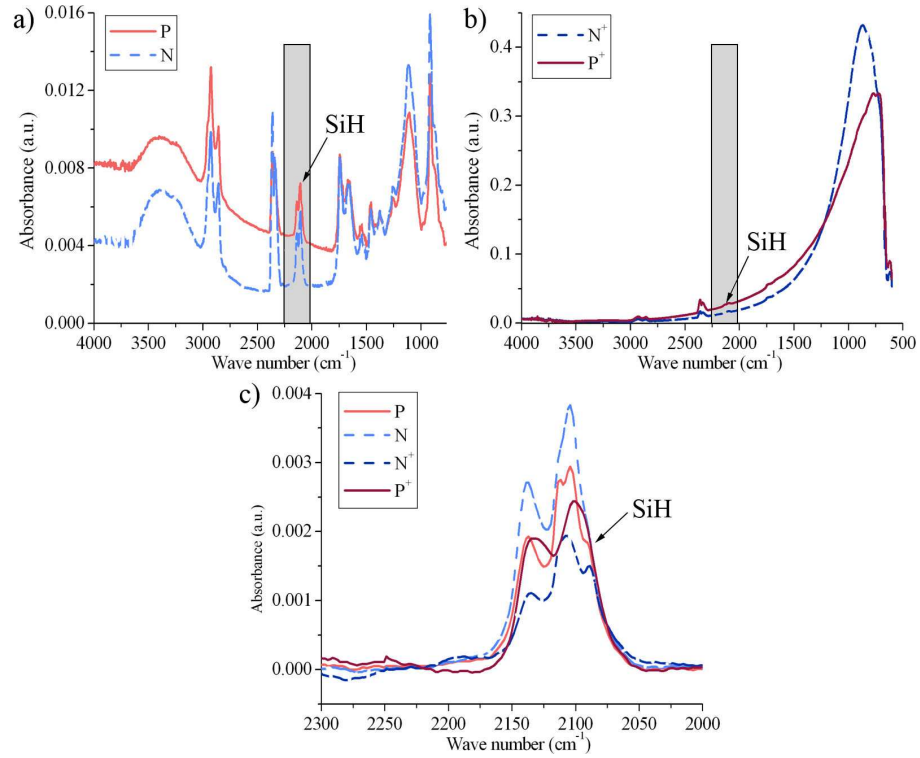 a)
P
N
SiH
0.016
0.012
0.008
0.004
0.000
Absorbance (a.u.)
4000 3500 3000 2500 2000 1500 1000
Wave number (cm⁻¹)
b)
N⁺
P⁺
SiH
0.4
0.3
0.2
0.1
0.0
Absorbance (a.u.)
4000 3500 3000 2500 2000 1500 1000 500
Wave number (cm⁻¹)
c)
P
N
N⁺
P⁺
SiH
0.004
0.003
0.002
0.001
0.000
Absorbance (a.u.)
2300 2250 2200 2150 2100 2050 2000
Wave number (cm⁻¹)